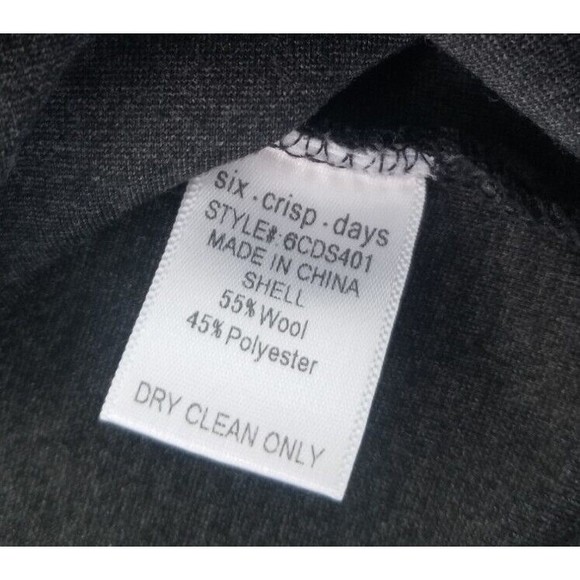 six.crisp.days
STYLE#:6CDS401
MADE IN CHINA
SHELL
55% Wool
45% Polyester
DRY CLEAN ONLY